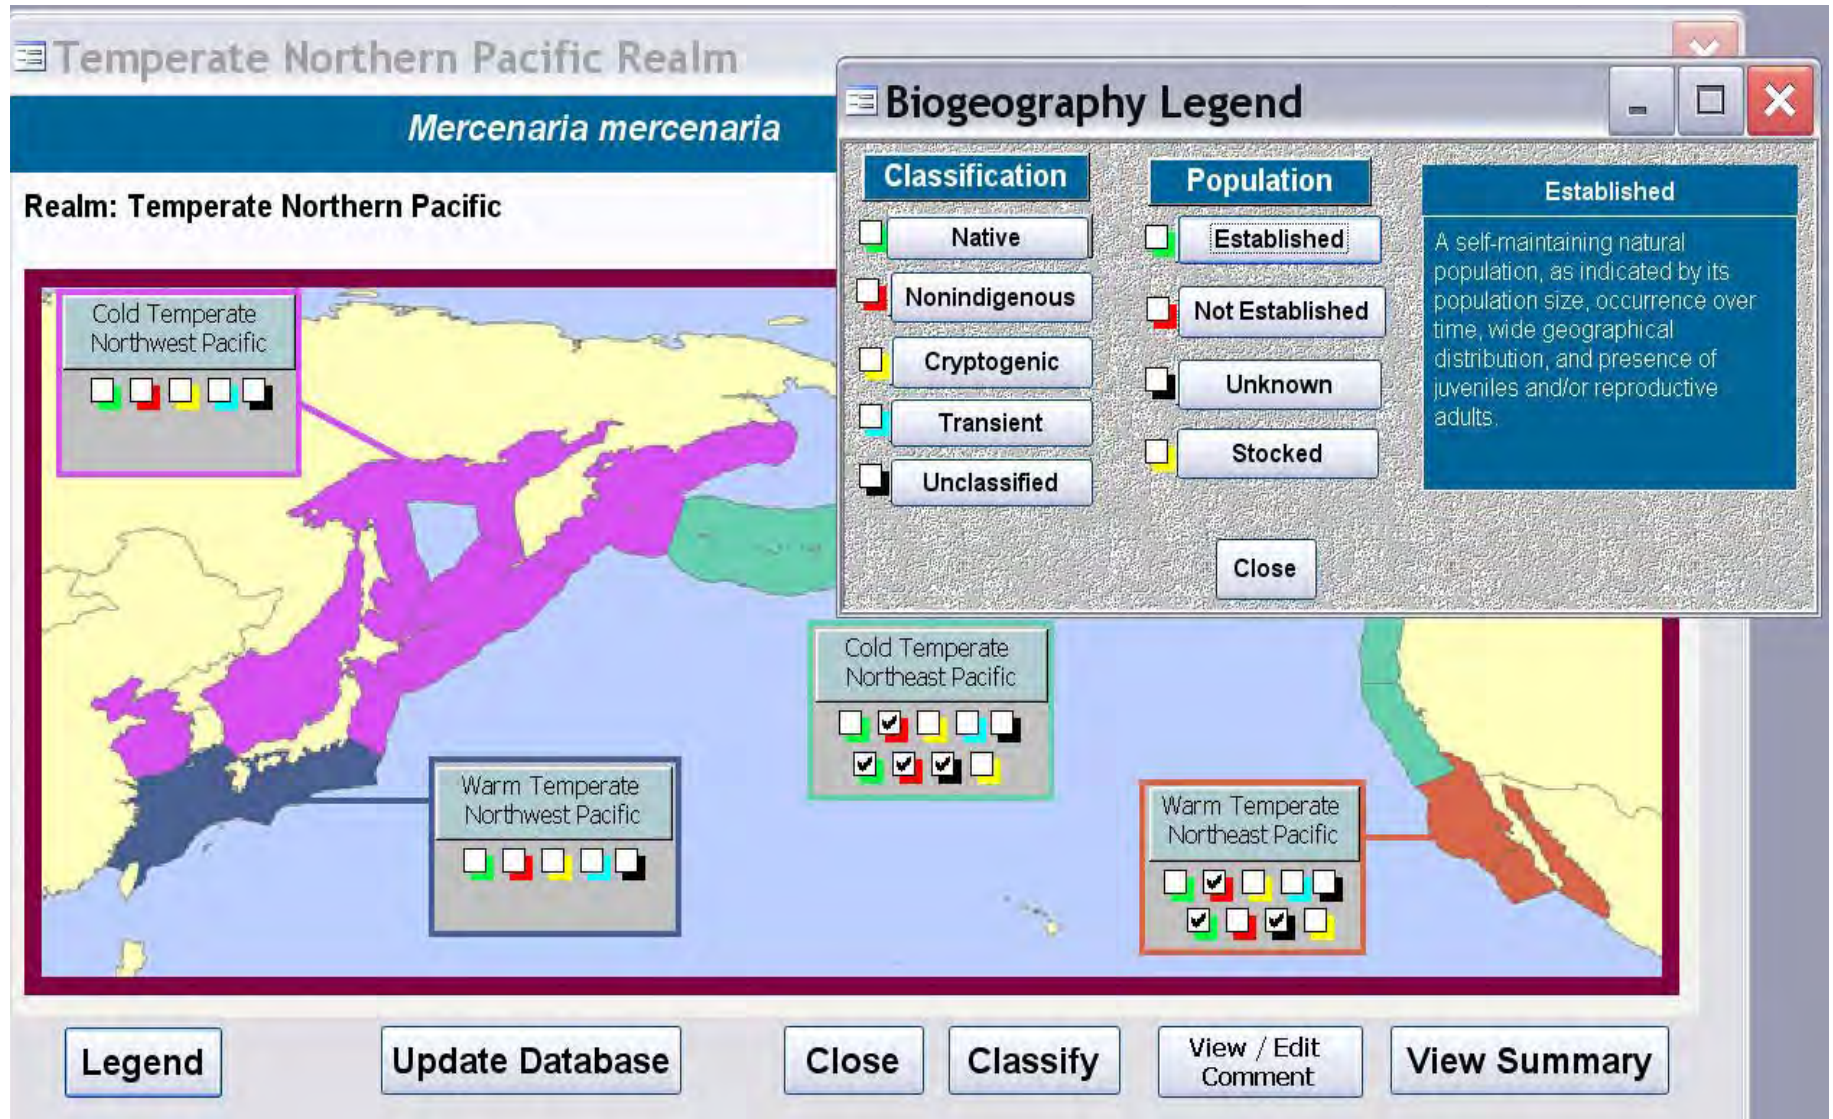 Temperate Northern Pacific Realm
Mercenaria mercenaria
Realm: Temperate Northern Pacific
Biogeography Legend
Classification
Native
Nonindigenous
Cryptogenic
Transient
Unclassified
Population
Established
Not Established
Unknown
Stocked
Established
A self-maintaining natural
population, as indicated by its
population size, occurrence over
time, wide geographical
distribution, and presence of
juveniles and/or reproductive
adults.
Close
Cold Temperate
Northwest Pacific
Cold Temperate
Northeast Pacific
Warm Temperate
Northwest Pacific
Warm Temperate
Northeast Pacific
Legend
Update Database
Close
Classify
View / Edit
Comment
View Summary